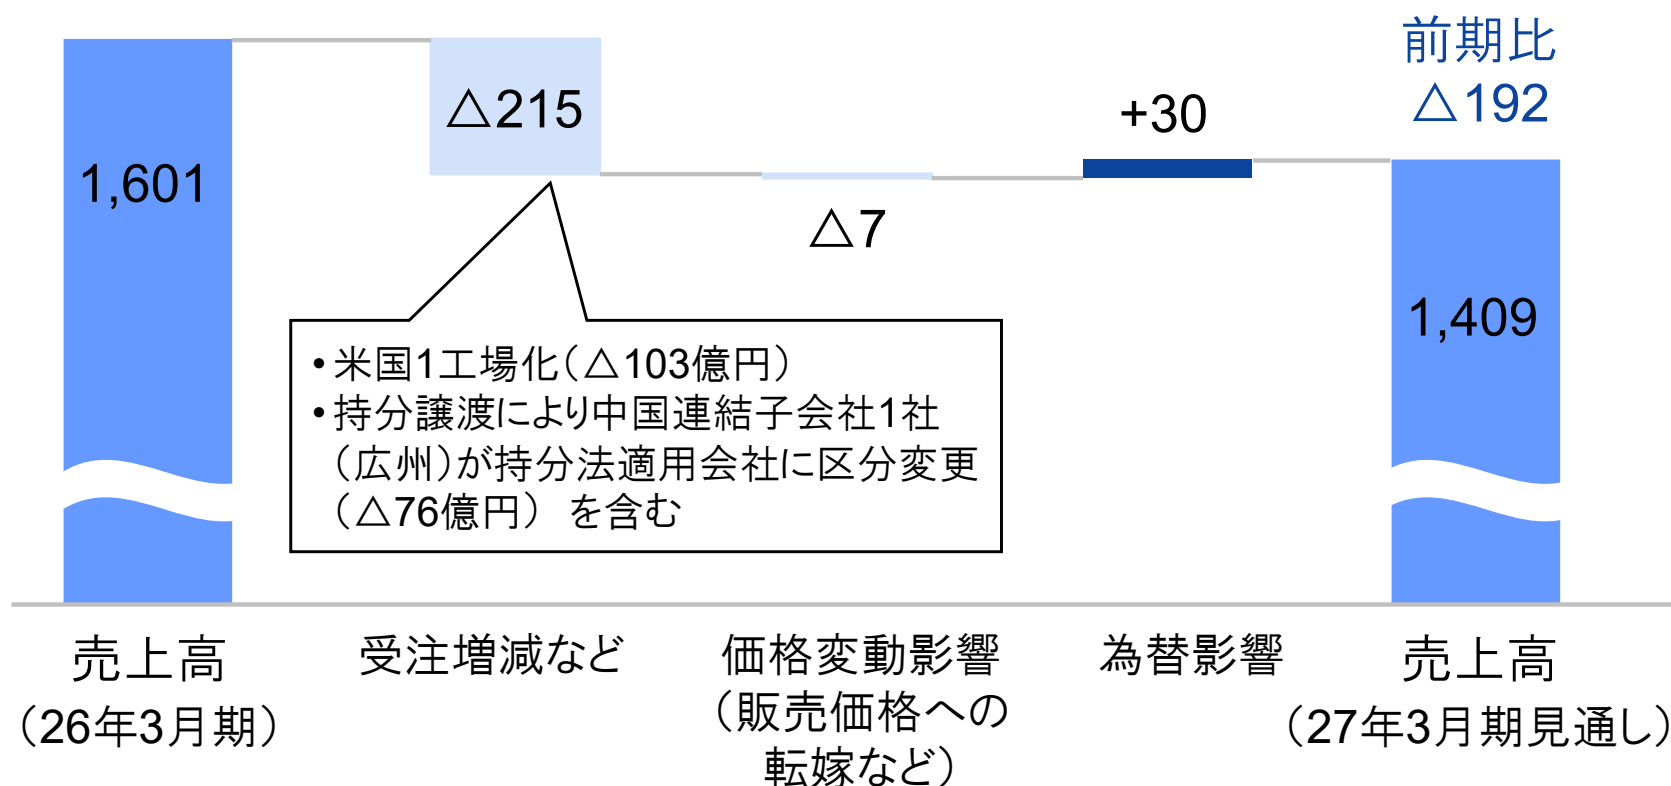 前期比
△192
1,601
△215
△7
+30
1,409
・米国1工場化（△103億円）
・持分譲渡により中国連結子会社1社
（広州）が持分法適用会社に区分変更
（△76億円） を含む
売上高
（26年3月期）
受注増減など
価格変動影響
（販売価格への
転嫁など）
為替影響
売上高
（27年3月期見通し）